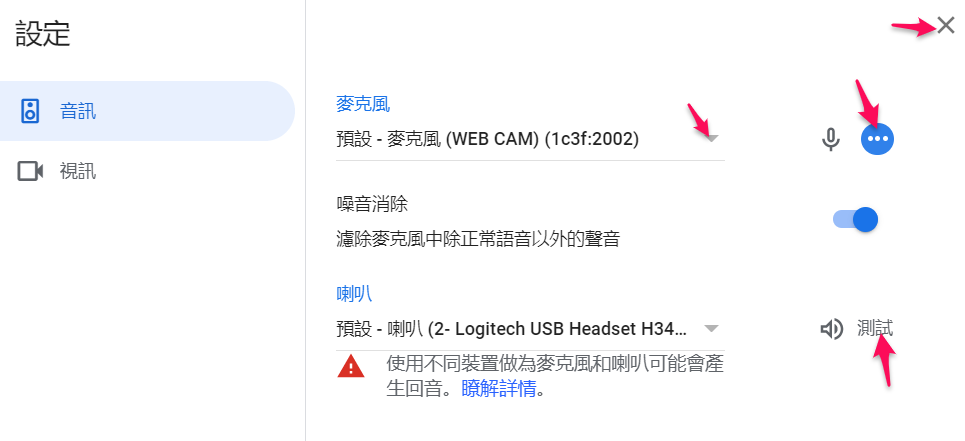 設定
音訊
視訊
麥克風
預設 - 麥克風 (WEB CAM) (1c3f:2002)
噪音消除
濾除麥克風中除正常語音以外的聲音
喇叭
預設 - 喇叭 (2- Logitech USB Headset H34...
測試
使用不同裝置做為麥克風和喇叭可能會產
生回音。瞭解詳情。